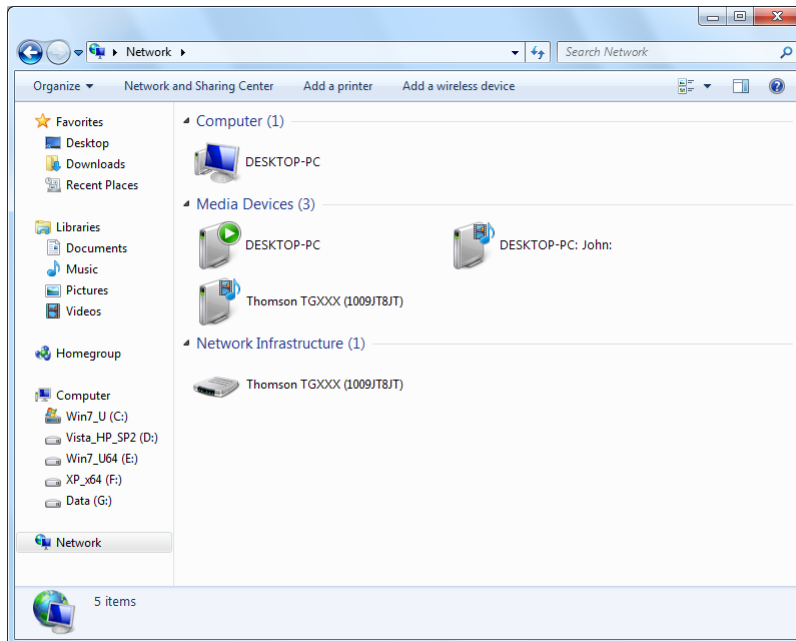 Network
Search Network
Organize
Network and Sharing Center
Add a printer
Add a wireless device
Favorites
Desktop
Downloads
Recent Places
Libraries
Documents
Music
Pictures
Videos
Homegroup
Computer
Win7_U (C:)
Vista_HP_SP2 (D:)
Win7_U64 (E:)
XP_x64 (F:)
Data (G:)
Network
Computer (1)
DESKTOP-PC
Media Devices (3)
DESKTOP-PC
DESKTOP-PC: John:
Thomson TGXXX (1009JT8JT)
Network Infrastructure (1)
Thomson TGXXX (1009JT8JT)
5 items